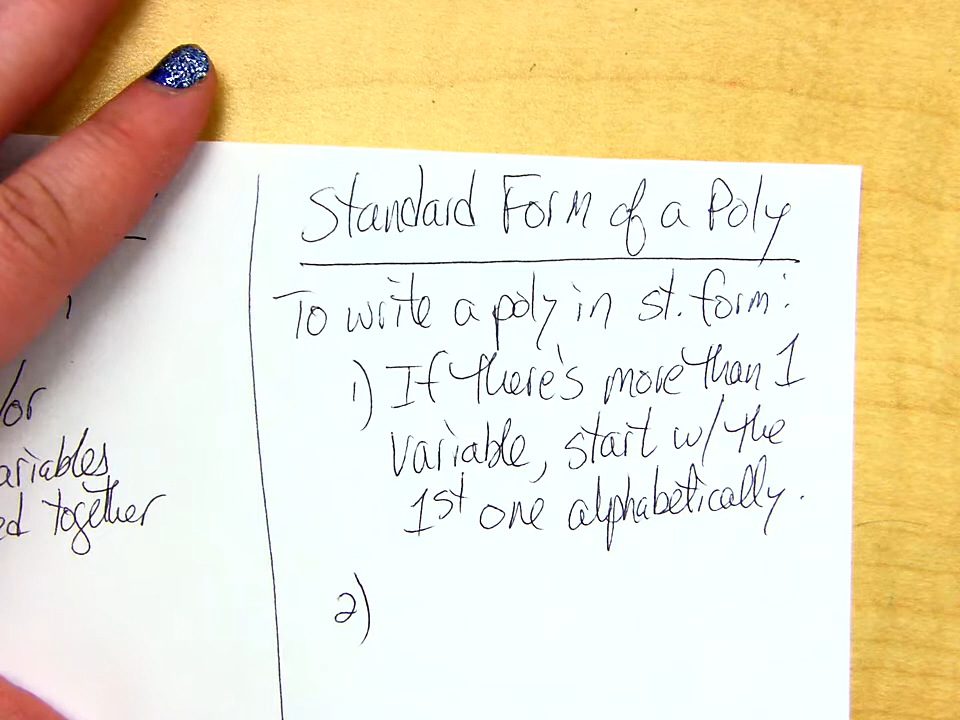 Standard Form of a Poly
To write a poly in st. form:
1) If there's more than 1
variable, start w/ the
1st one alphabetically.
2)
or
ariables
ed together